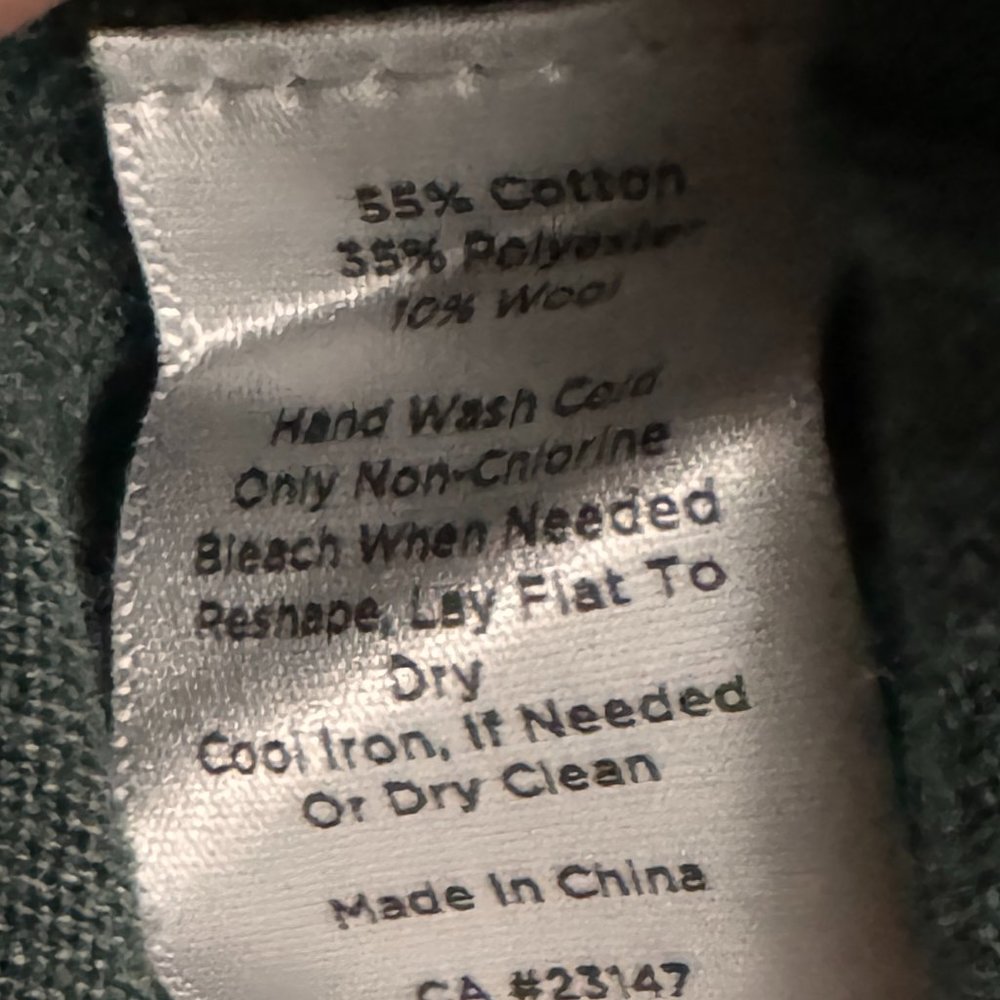 55% Cotton
35% Polyester
10% Wool
Hand Wash Cold
Only Non-Chlorine
Bleach When Needed
Reshape, Lay Flat To
Dry
Cool Iron, If Needed
Or Dry Clean
Made In China
CA #23147